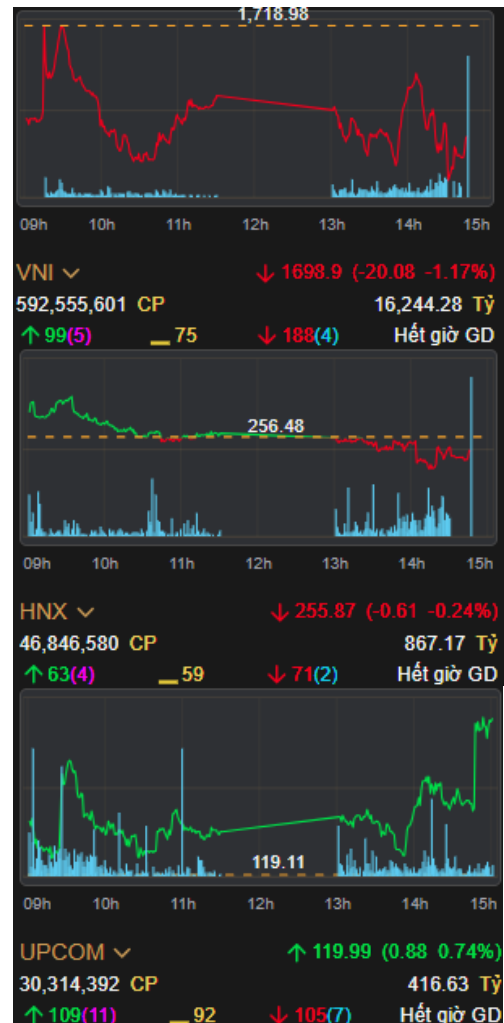 1,718.98
09h 10h 11h 12h 13h 14h 15h
VNI 1698.9 (-20.08 -1.17%)
592,555,601 CP 16,244.28 Tỷ
99(5) 75 188(4) Hết giờ GD
256.48
09h 10h 11h 12h 13h 14h 15h
HNX 255.87 (-0.61 -0.24%)
46,846,580 CP 867.17 Tỷ
63(4) 59 71(2) Hết giờ GD
119.11
09h 10h 11h 12h 13h 14h 15h
UPCOM 119.99 (0.88 0.74%)
30,314,392 CP 416.63 Tỷ
109(11) 92 105(7) Hết giờ GD